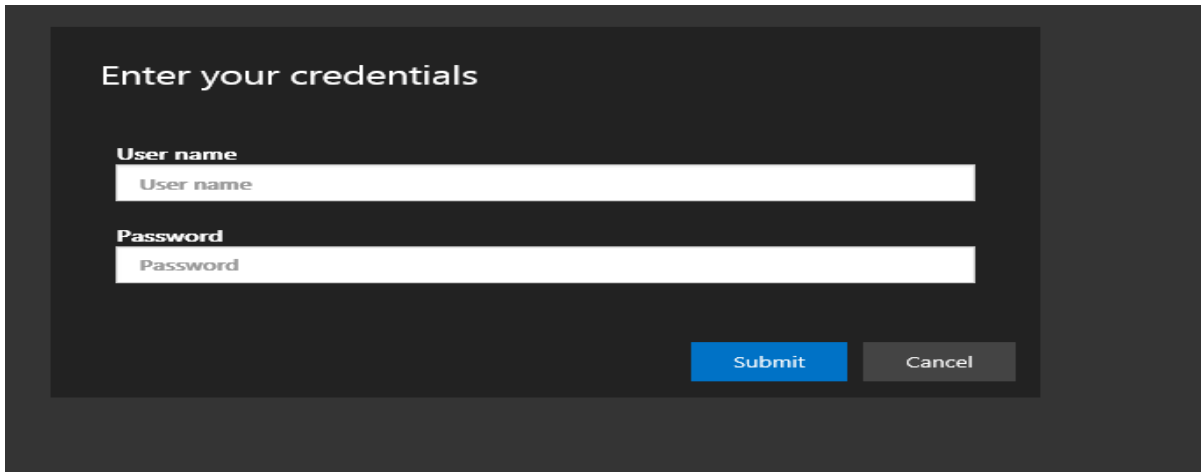 Enter your credentials
User name
User name
Password
Password
Submit Cancel